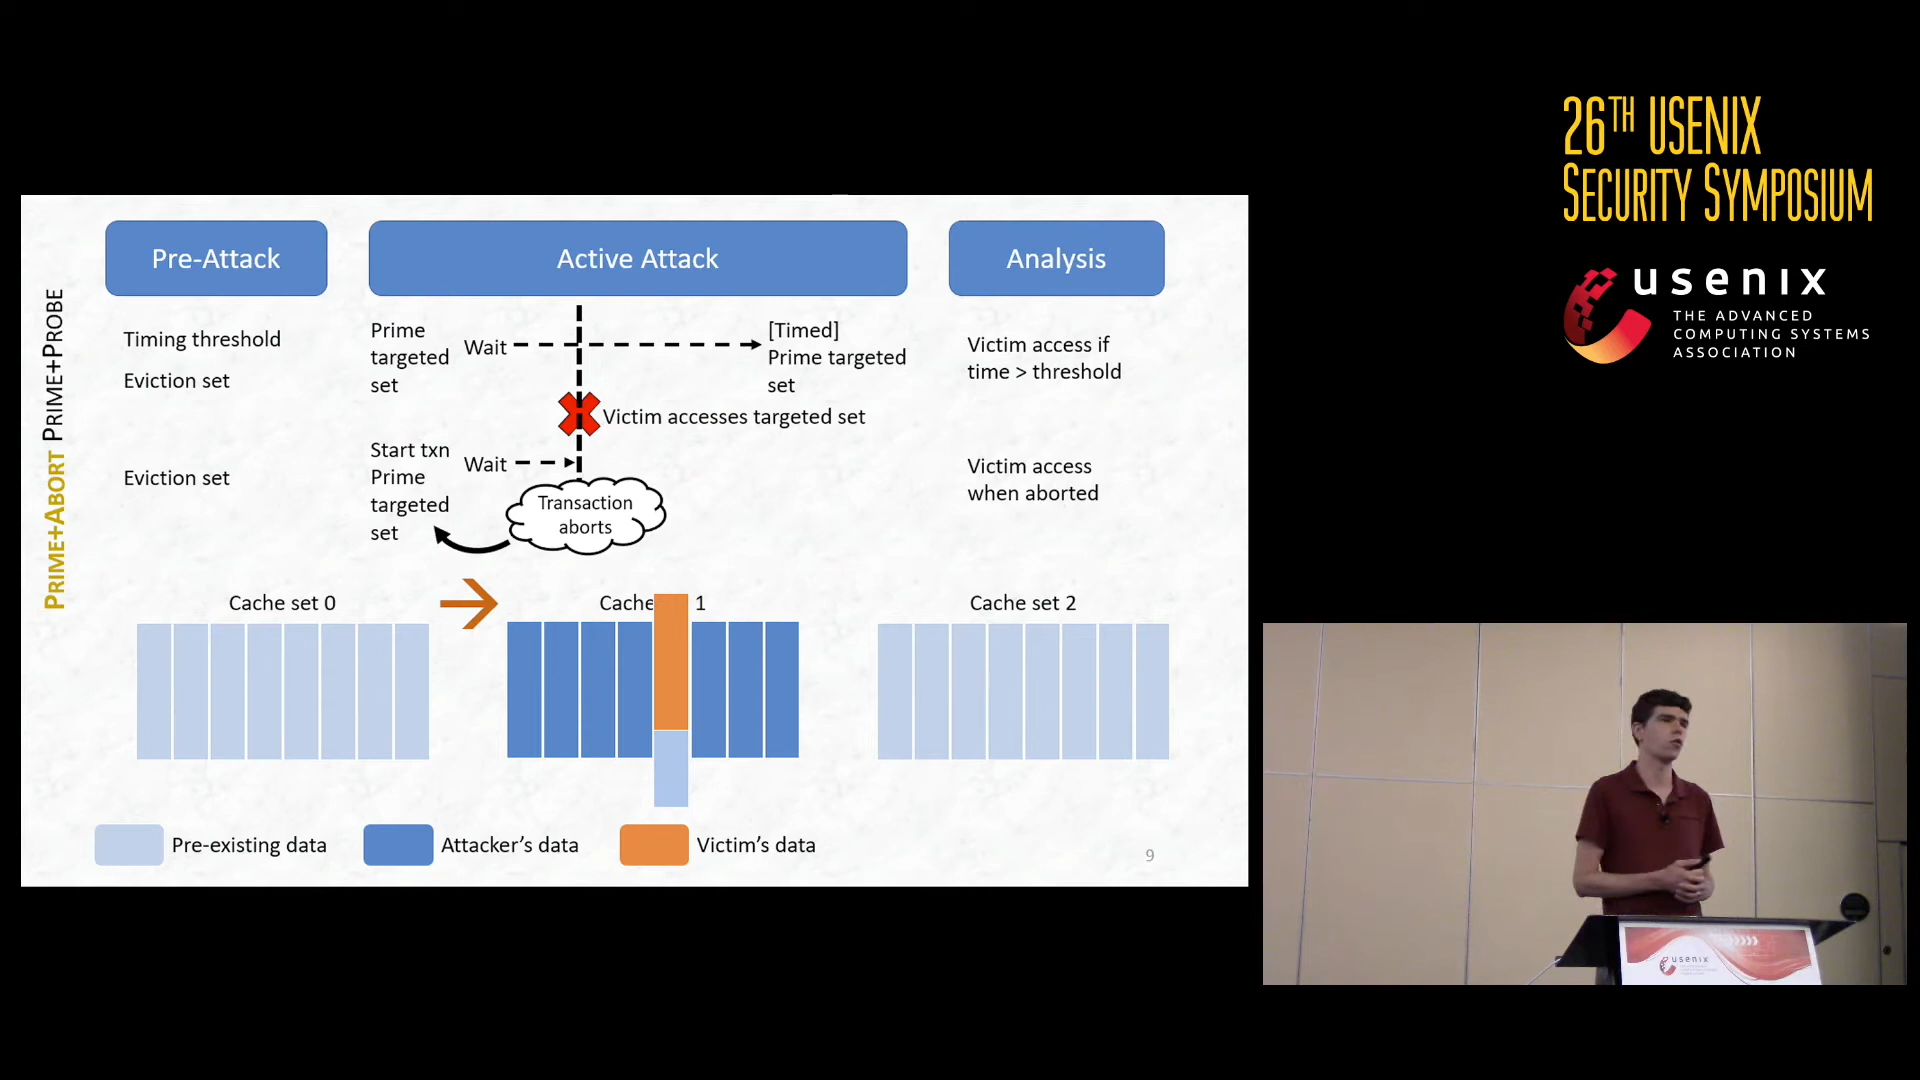 26TH USENIX
SECURITY SYMPOSIUM
usenix
THE ADVANCED
COMPUTING SYSTEMS
ASSOCIATION
Pre-Attack
Active Attack
Analysis
PRIME+ABORT PRIME+PROBE
Timing threshold
Eviction set
Prime
targeted
set
Wait
[Timed]
Prime targeted
set
Victim access if
time > threshold
Victim accesses targeted set
Eviction set
Start txn
Prime
targeted
set
Wait
Transaction
aborts
Victim access
when aborted
Cache set 0
Cache 1
Cache set 2
Pre-existing data
Attacker's data
Victim's data
9
usenix